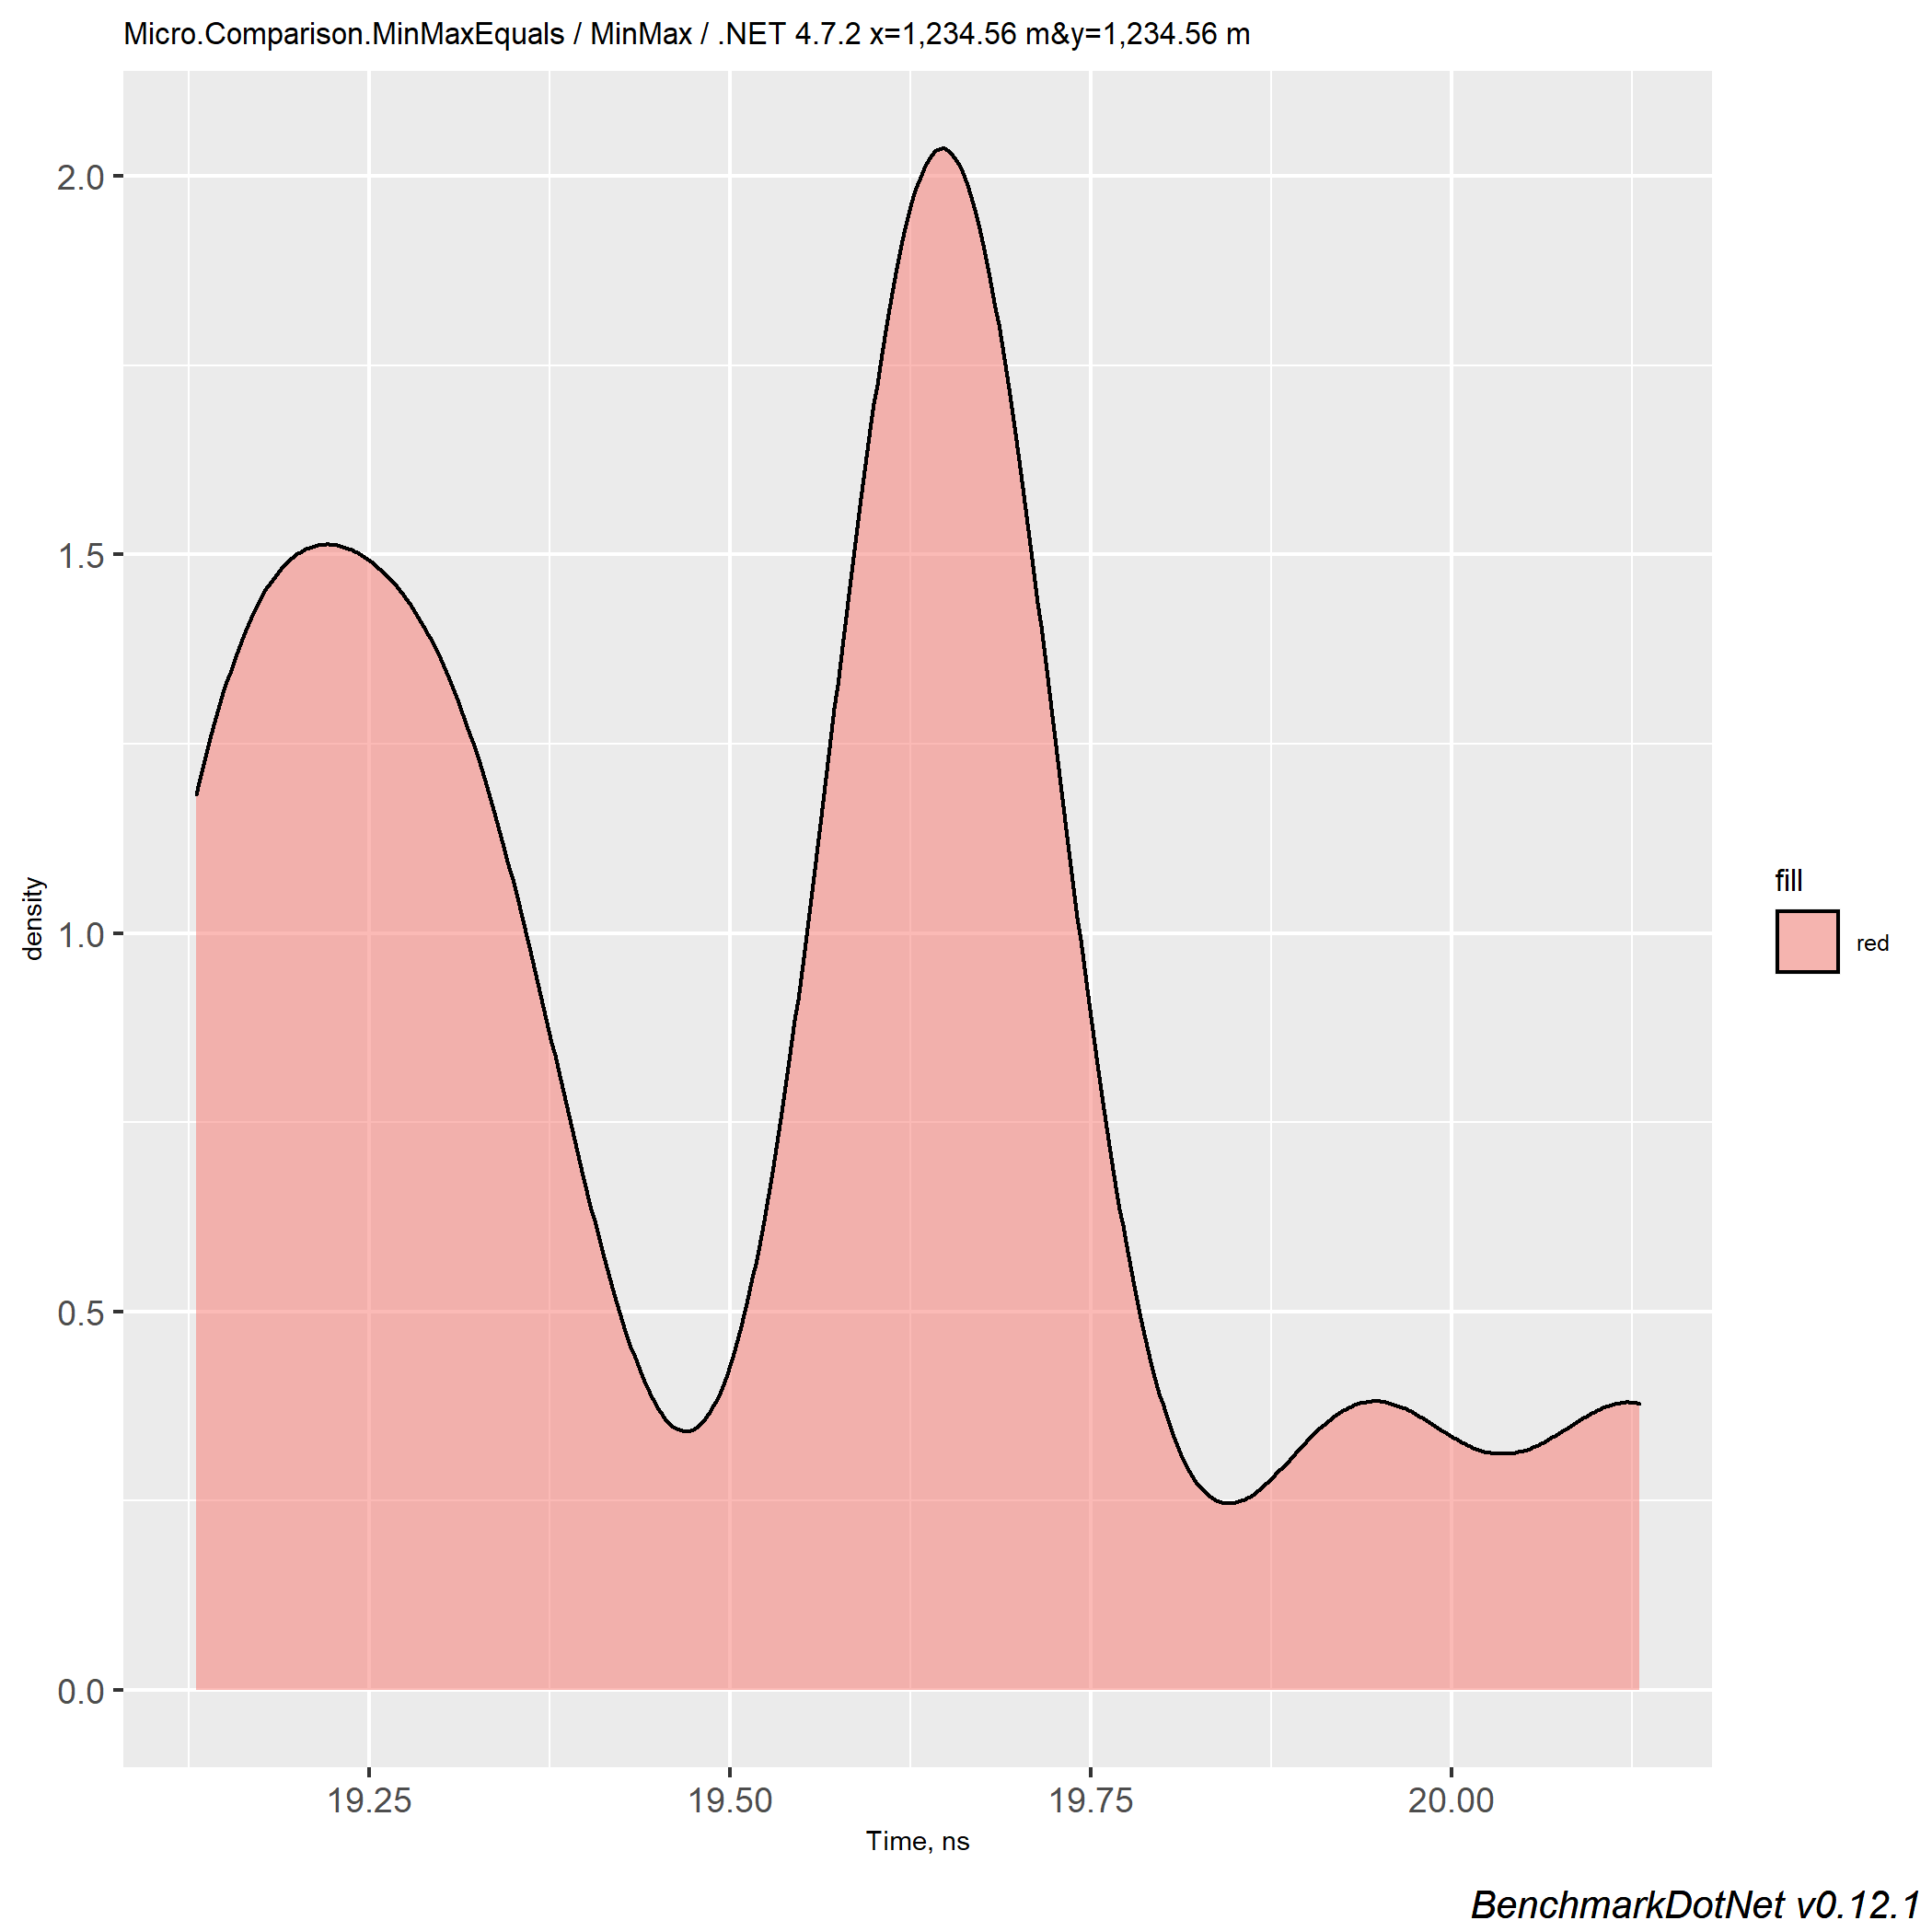 Micro.Comparison.MinMaxEquals / MinMax / .NET 4.7.2 x=1,234.56 m&y=1,234.56 m
2.0
1.5
1.0
0.5
0.0
density
19.25 19.50 19.75 20.00
Time, ns
fill
red
BenchmarkDotNet v0.12.1